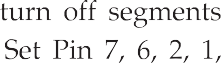 turn off segments
Set Pin 7, 6, 2, 1,